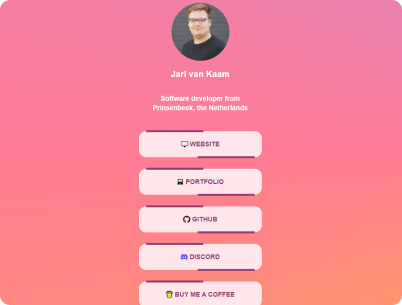 Jari van Kaam
Software developer from
Prinsenbeek, the Netherlands
WEBSITE
PORTFOLIO
GITHUB
DISCORD
BUY ME A COFFEE